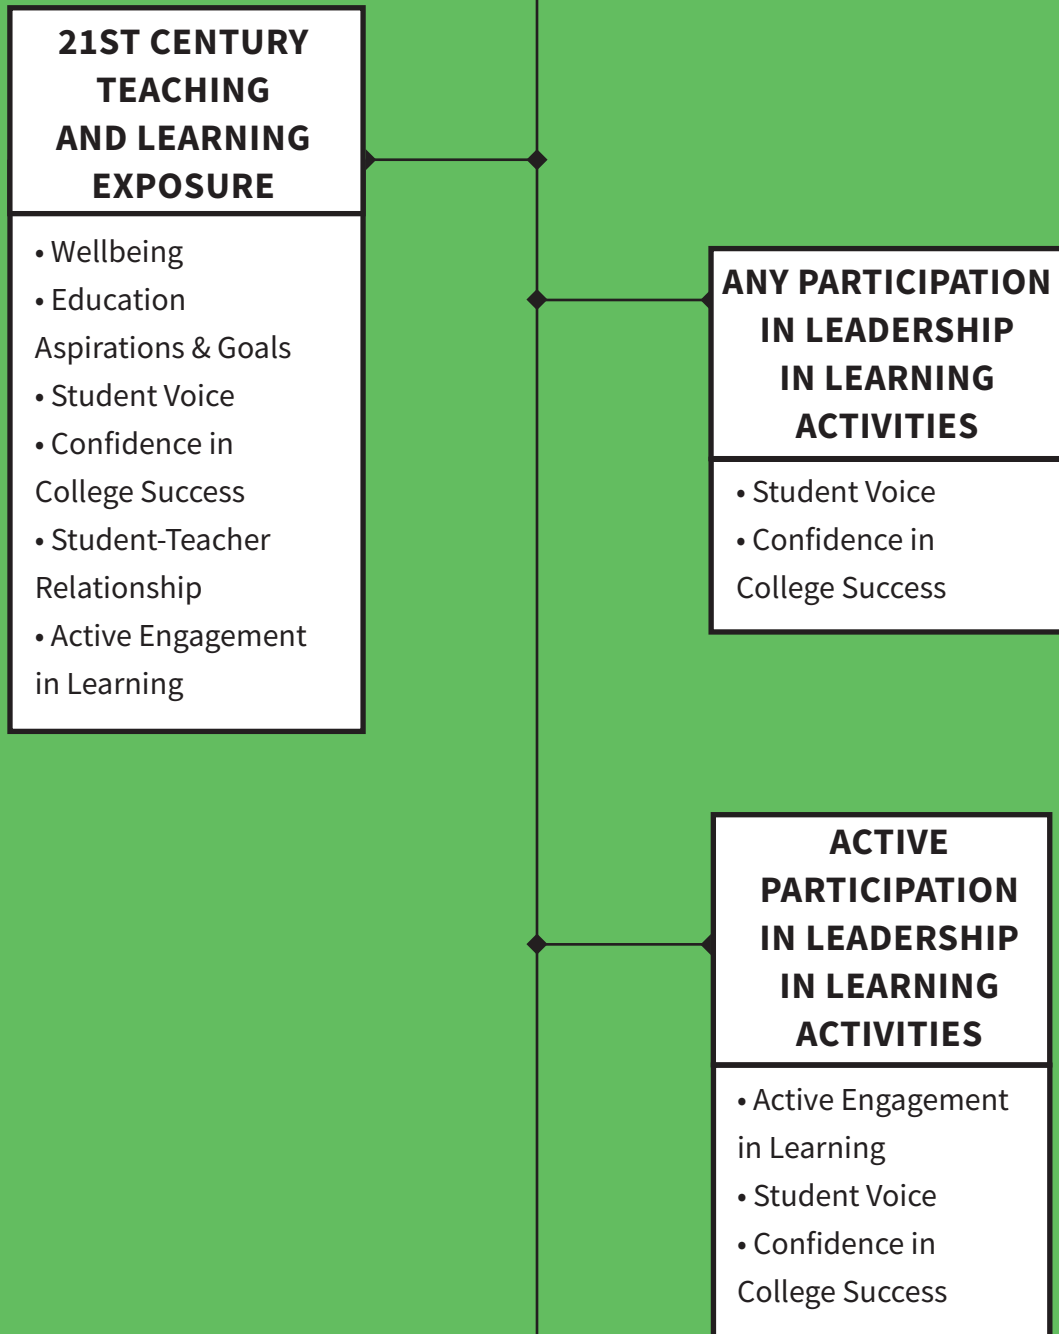 21ST CENTURY
TEACHING
AND LEARNING
EXPOSURE
• Wellbeing
• Education
Aspirations & Goals
• Student Voice
• Confidence in
College Success
• Student-Teacher
Relationship
• Active Engagement
in Learning
ANY PARTICIPATION
IN LEADERSHIP
IN LEARNING
ACTIVITIES
• Student Voice
• Confidence in
College Success
ACTIVE
PARTICIPATION
IN LEADERSHIP
IN LEARNING
ACTIVITIES
• Active Engagement
in Learning
• Student Voice
• Confidence in
College Success